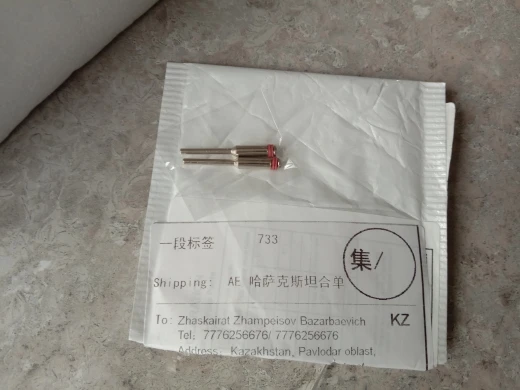 一段标签 733
集/
Shipping: AE 哈萨克斯坦合单
To: Zhaskairat Zhampeisov Bazarbaevich KZ
Tel: 7776256676/ 7776256676
Address: Kazakhstan, Pavlodar oblast,